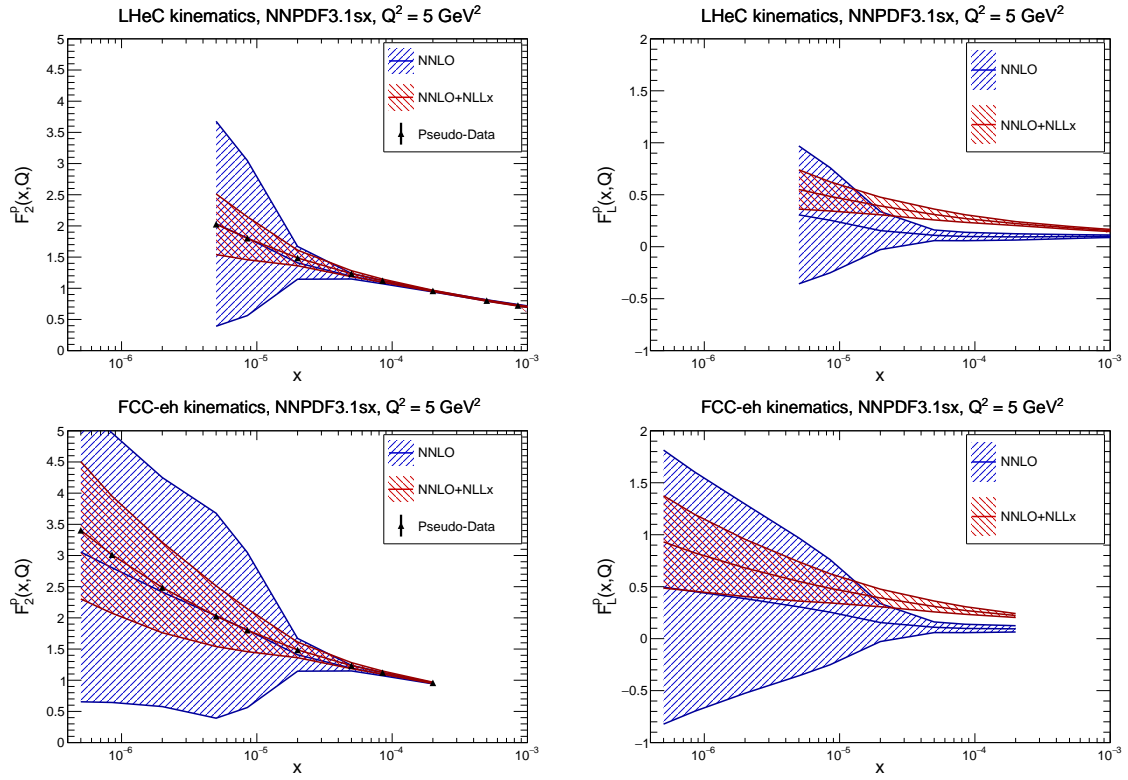 LHeC kinematics, NNPDF3.1sx, Q² = 5 GeV²
5
4.5
4
3.5
3
2.5
2
1.5
1
0.5
0
F₂ᵖ(x,Q)
NNLO
NNLO+NLLx
Pseudo-Data
10⁻⁶
10⁻⁵
10⁻⁴
10⁻³
x
LHeC kinematics, NNPDF3.1sx, Q² = 5 GeV²
2
1.5
1
0.5
0
−0.5
−1
F_Lᵖ(x,Q)
NNLO
NNLO+NLLx
10⁻⁶
10⁻⁵
10⁻⁴
10⁻³
x
FCC-eh kinematics, NNPDF3.1sx, Q² = 5 GeV²
5
4.5
4
3.5
3
2.5
2
1.5
1
0.5
0
F₂ᵖ(x,Q)
NNLO
NNLO+NLLx
Pseudo-Data
10⁻⁶
10⁻⁵
10⁻⁴
10⁻³
x
FCC-eh kinematics, NNPDF3.1sx, Q² = 5 GeV²
2
1.5
1
0.5
0
−0.5
−1
F_Lᵖ(x,Q)
NNLO
NNLO+NLLx
10⁻⁶
10⁻⁵
10⁻⁴
10⁻³
x